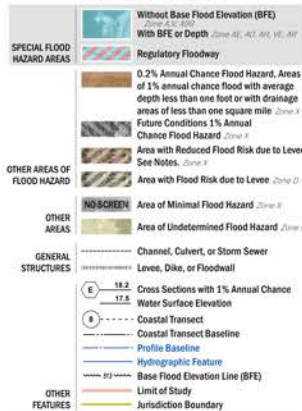 Without Base Flood Elevation (BFE)
Zone A,V, A99
With BFE or Depth Zone AE, AO, AH, VE, AR
SPECIAL FLOOD
HAZARD AREAS
Regulatory Floodway
0.2% Annual Chance Flood Hazard, Areas
of 1% annual chance flood with average
depth less than one foot or with drainage
areas of less than one square mile Zone X
Future Conditions 1% Annual
Chance Flood Hazard Zone X
Area with Reduced Flood Risk due to Levee
See Notes. Zone X
OTHER AREAS OF
FLOOD HAZARD
Area with Flood Risk due to Levee Zone D
NO SCREEN Area of Minimal Flood Hazard Zone X
OTHER
AREAS
Area of Undetermined Flood Hazard Zone
GENERAL
STRUCTURES
Channel, Culvert, or Storm Sewer
Levee, Dike, or Floodwall
E 18.2 Cross Sections with 1% Annual Chance
17.5 Water Surface Elevation
8 Coastal Transect
Coastal Transect Baseline
Profile Baseline
Hydrographic Feature
513 Base Flood Elevation Line (BFE)
OTHER
FEATURES
Limit of Study
Jurisdiction Boundary